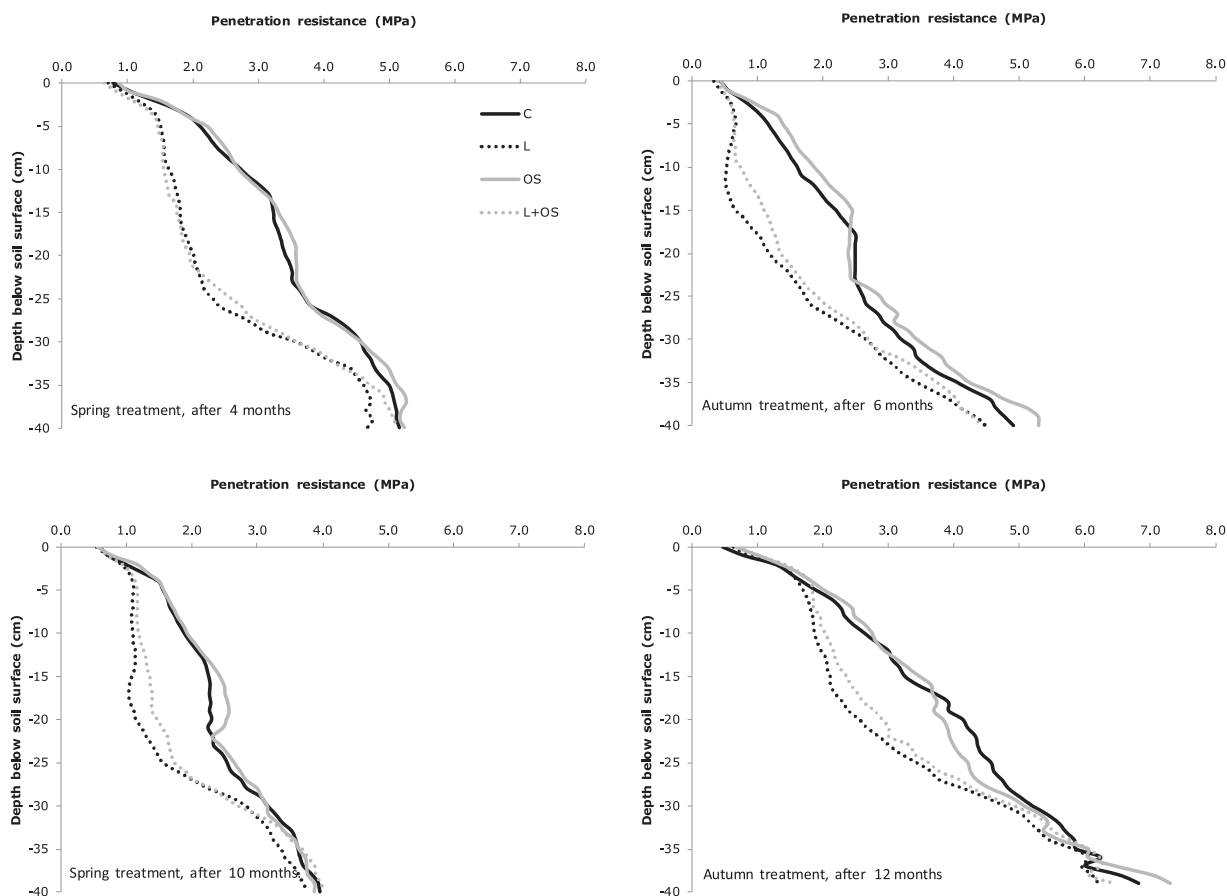 Penetration resistance (MPa)
0.0 1.0 2.0 3.0 4.0 5.0 6.0 7.0 8.0
0
-5
-10
-15
-20
-25
-30
-35
-40
Depth below soil surface (cm)
C
L
OS
L+OS
Spring treatment, after 4 months
Penetration resistance (MPa)
0.0 1.0 2.0 3.0 4.0 5.0 6.0 7.0 8.0
0
-5
-10
-15
-20
-25
-30
-35
-40
Depth below soil surface (cm)
Autumn treatment, after 6 months
Penetration resistance (MPa)
0.0 1.0 2.0 3.0 4.0 5.0 6.0 7.0 8.0
0
-5
-10
-15
-20
-25
-30
-35
-40
Depth below soil surface (cm)
Spring treatment, after 10 months
Penetration resistance (MPa)
0.0 1.0 2.0 3.0 4.0 5.0 6.0 7.0 8.0
0
-5
-10
-15
-20
-25
-30
-35
-40
Depth below soil surface (cm)
Autumn treatment, after 12 months